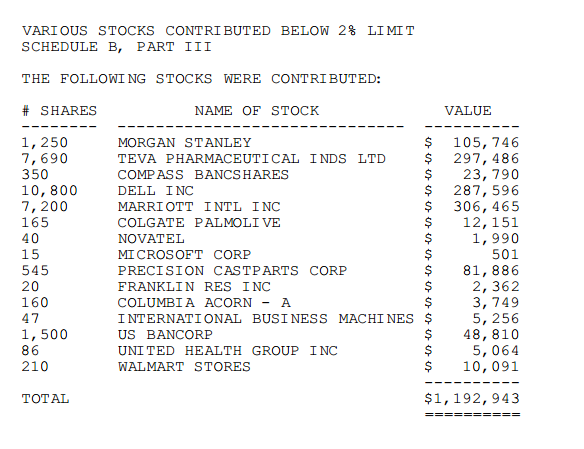 VARIOUS STOCKS CONTRIBUTED BELOW 2% LIMIT
SCHEDULE B, PART III
THE FOLLOWING STOCKS WERE CONTRIBUTED:
# SHARES NAME OF STOCK VALUE
-------- ------------------------------ ----------
1,250 MORGAN STANLEY $ 105,746
7,690 TEVA PHARMACEUTICAL INDS LTD $ 297,486
350 COMPASS BANCSHARES $ 23,790
10,800 DELL INC $ 287,596
7,200 MARRIOTT INTL INC $ 306,465
165 COLGATE PALMOLIVE $ 12,151
40 NOVATEL $ 1,990
15 MICROSOFT CORP $ 501
545 PRECISION CASTPARTS CORP $ 81,886
20 FRANKLIN RES INC $ 2,362
160 COLUMBIA ACORN - A $ 3,749
47 INTERNATIONAL BUSINESS MACHINES $ 5,256
1,500 US BANCORP $ 48,810
86 UNITED HEALTH GROUP INC $ 5,064
210 WALMART STORES $ 10,091
----------
TOTAL $1,192,943
==========